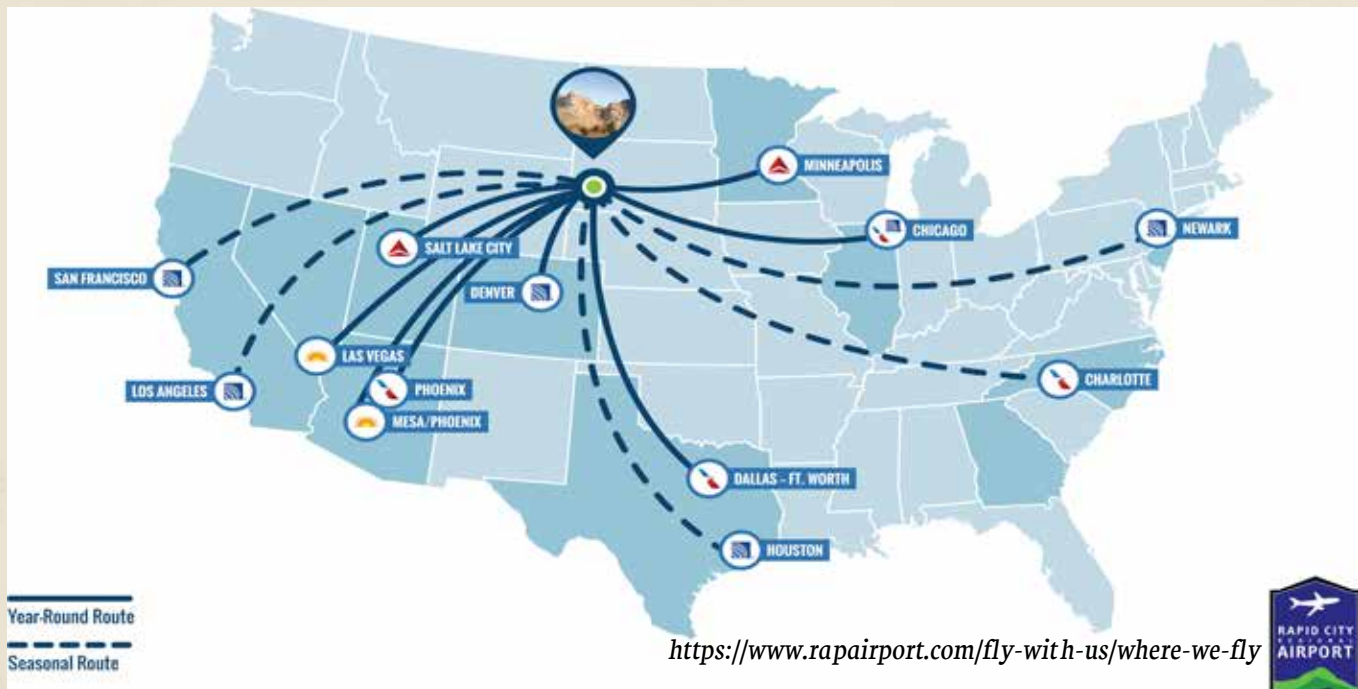 MINNEAPOLIS
CHICAGO
NEWARK
SALT LAKE CITY
SAN FRANCISCO
DENVER
LAS VEGAS
LOS ANGELES
PHOENIX
CHARLOTTE
MESA/PHOENIX
DALLAS - FT. WORTH
HOUSTON
Year-Round Route
Seasonal Route
https://www.rapairport.com/fly-with-us/where-we-fly
RAPID CITY
REGIONAL
AIRPORT